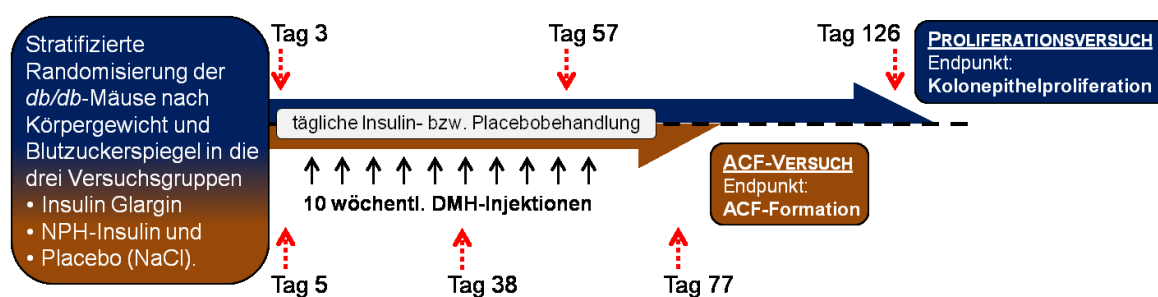 Stratifizierte
Randomisierung der
db/db-Mäuse nach
Körpergewicht und
Blutzuckerspiegel in die
drei Versuchsgruppen
• Insulin Glargin
• NPH-Insulin und
• Placebo (NaCl).
Tag 3
Tag 57
Tag 126
PROLIFERATIONSVERSUCH
Endpunkt:
Kolonepithelproliferation
tägliche Insulin- bzw. Placebobehandlung
10 wöchentl. DMH-Injektionen
ACF-VERSUCH
Endpunkt:
ACF-Formation
Tag 5
Tag 38
Tag 77